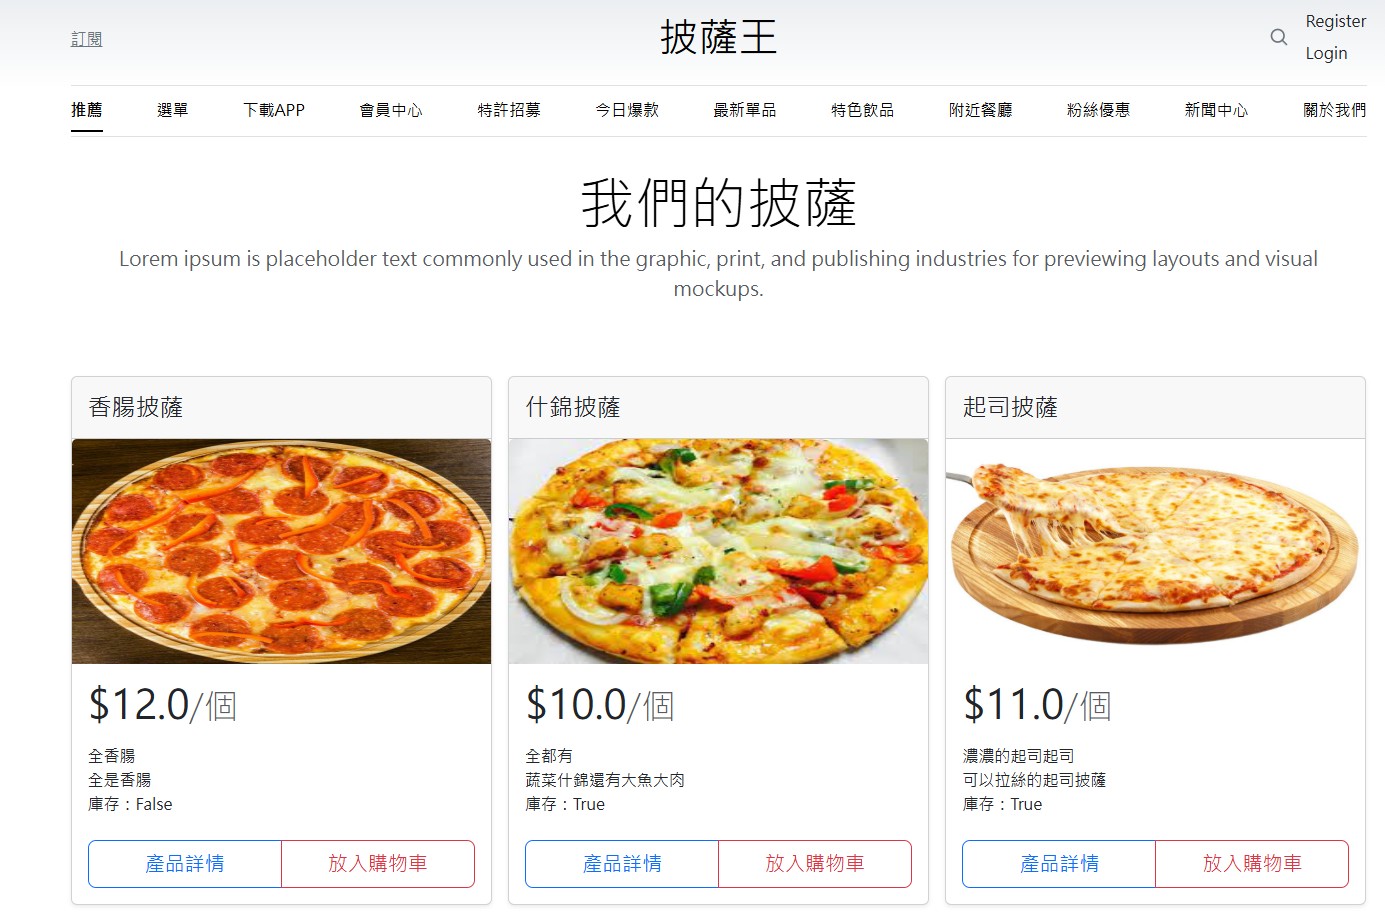 訂閱
披薩王
Register
Login
推薦 選單 下載APP 會員中心 特許招募 今日爆款 最新單品 特色飲品 附近餐廳 粉絲優惠 新聞中心 關於我們
我們的披薩
Lorem ipsum is placeholder text commonly used in the graphic, print, and publishing industries for previewing layouts and visual
mockups.
香腸披薩
$12.0/個
全香腸
全是香腸
庫存：False
產品詳情 放入購物車
什錦披薩
$10.0/個
全都有
蔬菜什錦還有大魚大肉
庫存：True
產品詳情 放入購物車
起司披薩
$11.0/個
濃濃的起司起司
可以拉絲的起司披薩
庫存：True
產品詳情 放入購物車